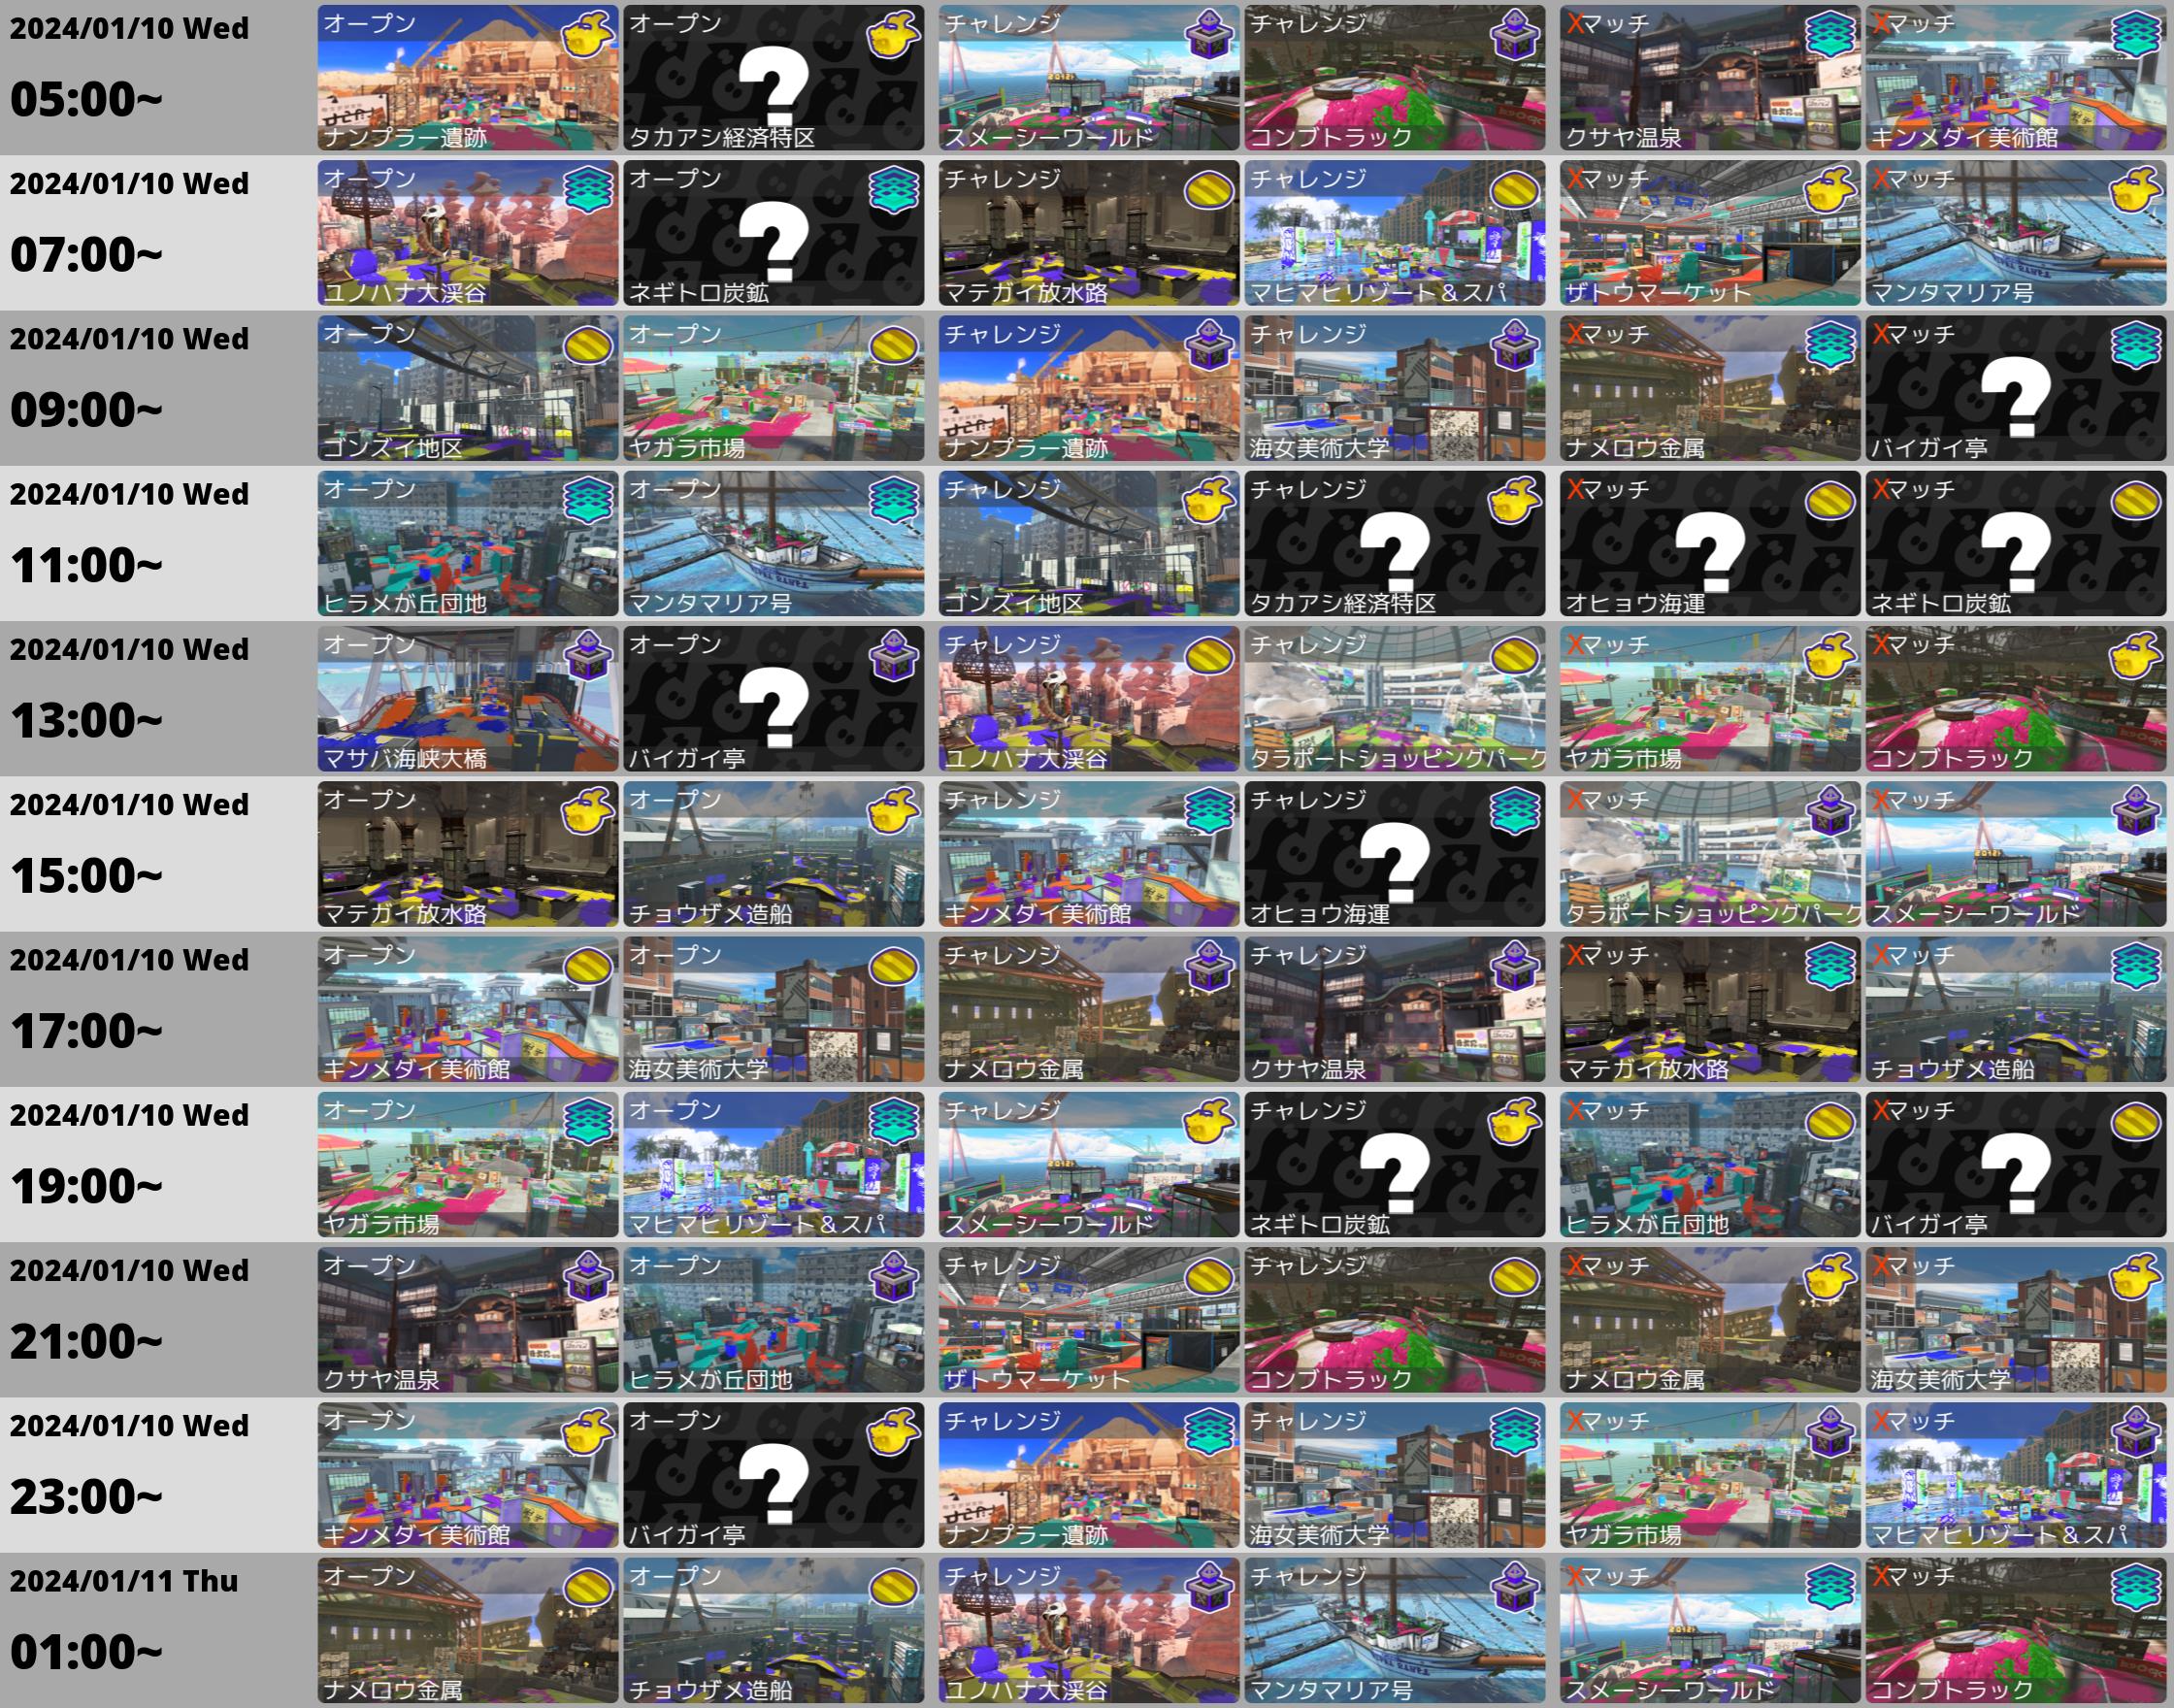 2024/01/10 Wed
05:00~
オープン
ナンプラー遺跡
オープン
タカアシ経済特区
チャレンジ
スメーシーワールド
チャレンジ
コンブトラック
Xマッチ
クサヤ温泉
Xマッチ
キンメダイ美術館
2024/01/10 Wed
07:00~
オープン
ユノハナ大渓谷
オープン
ネギトロ炭鉱
チャレンジ
マテガイ放水路
チャレンジ
マヒマヒリゾート&スパ
Xマッチ
ザトウマーケット
Xマッチ
マンタマリア号
2024/01/10 Wed
09:00~
オープン
ゴンズイ地区
オープン
ヤガラ市場
チャレンジ
ナンプラー遺跡
チャレンジ
海女美術大学
Xマッチ
ナメロウ金属
Xマッチ
バイガイ亭
2024/01/10 Wed
11:00~
オープン
ヒラメが丘団地
オープン
マンタマリア号
チャレンジ
ゴンズイ地区
チャレンジ
タカアシ経済特区
Xマッチ
オヒョウ海運
Xマッチ
ネギトロ炭鉱
2024/01/10 Wed
13:00~
オープン
マサバ海峡大橋
オープン
バイガイ亭
チャレンジ
ユノハナ大渓谷
チャレンジ
タラポートショッピングパーク
Xマッチ
ヤガラ市場
Xマッチ
コンブトラック
2024/01/10 Wed
15:00~
オープン
マテガイ放水路
オープン
チョウザメ造船
チャレンジ
キンメダイ美術館
チャレンジ
オヒョウ海運
Xマッチ
タラポートショッピングパーク
Xマッチ
スメーシーワールド
2024/01/10 Wed
17:00~
オープン
キンメダイ美術館
オープン
海女美術大学
チャレンジ
ナメロウ金属
チャレンジ
クサヤ温泉
Xマッチ
マテガイ放水路
Xマッチ
チョウザメ造船
2024/01/10 Wed
19:00~
オープン
ヤガラ市場
オープン
マヒマヒリゾート&スパ
チャレンジ
スメーシーワールド
チャレンジ
ネギトロ炭鉱
Xマッチ
ヒラメが丘団地
Xマッチ
バイガイ亭
2024/01/10 Wed
21:00~
オープン
クサヤ温泉
オープン
ヒラメが丘団地
チャレンジ
ザトウマーケット
チャレンジ
コンブトラック
Xマッチ
ナメロウ金属
Xマッチ
海女美術大学
2024/01/10 Wed
23:00~
オープン
キンメダイ美術館
オープン
バイガイ亭
チャレンジ
ナンプラー遺跡
チャレンジ
海女美術大学
Xマッチ
ヤガラ市場
Xマッチ
マヒマヒリゾート&スパ
2024/01/11 Thu
01:00~
オープン
ナメロウ金属
オープン
チョウザメ造船
チャレンジ
ユノハナ大渓谷
チャレンジ
マンタマリア号
Xマッチ
スメーシーワールド
Xマッチ
コンブトラック